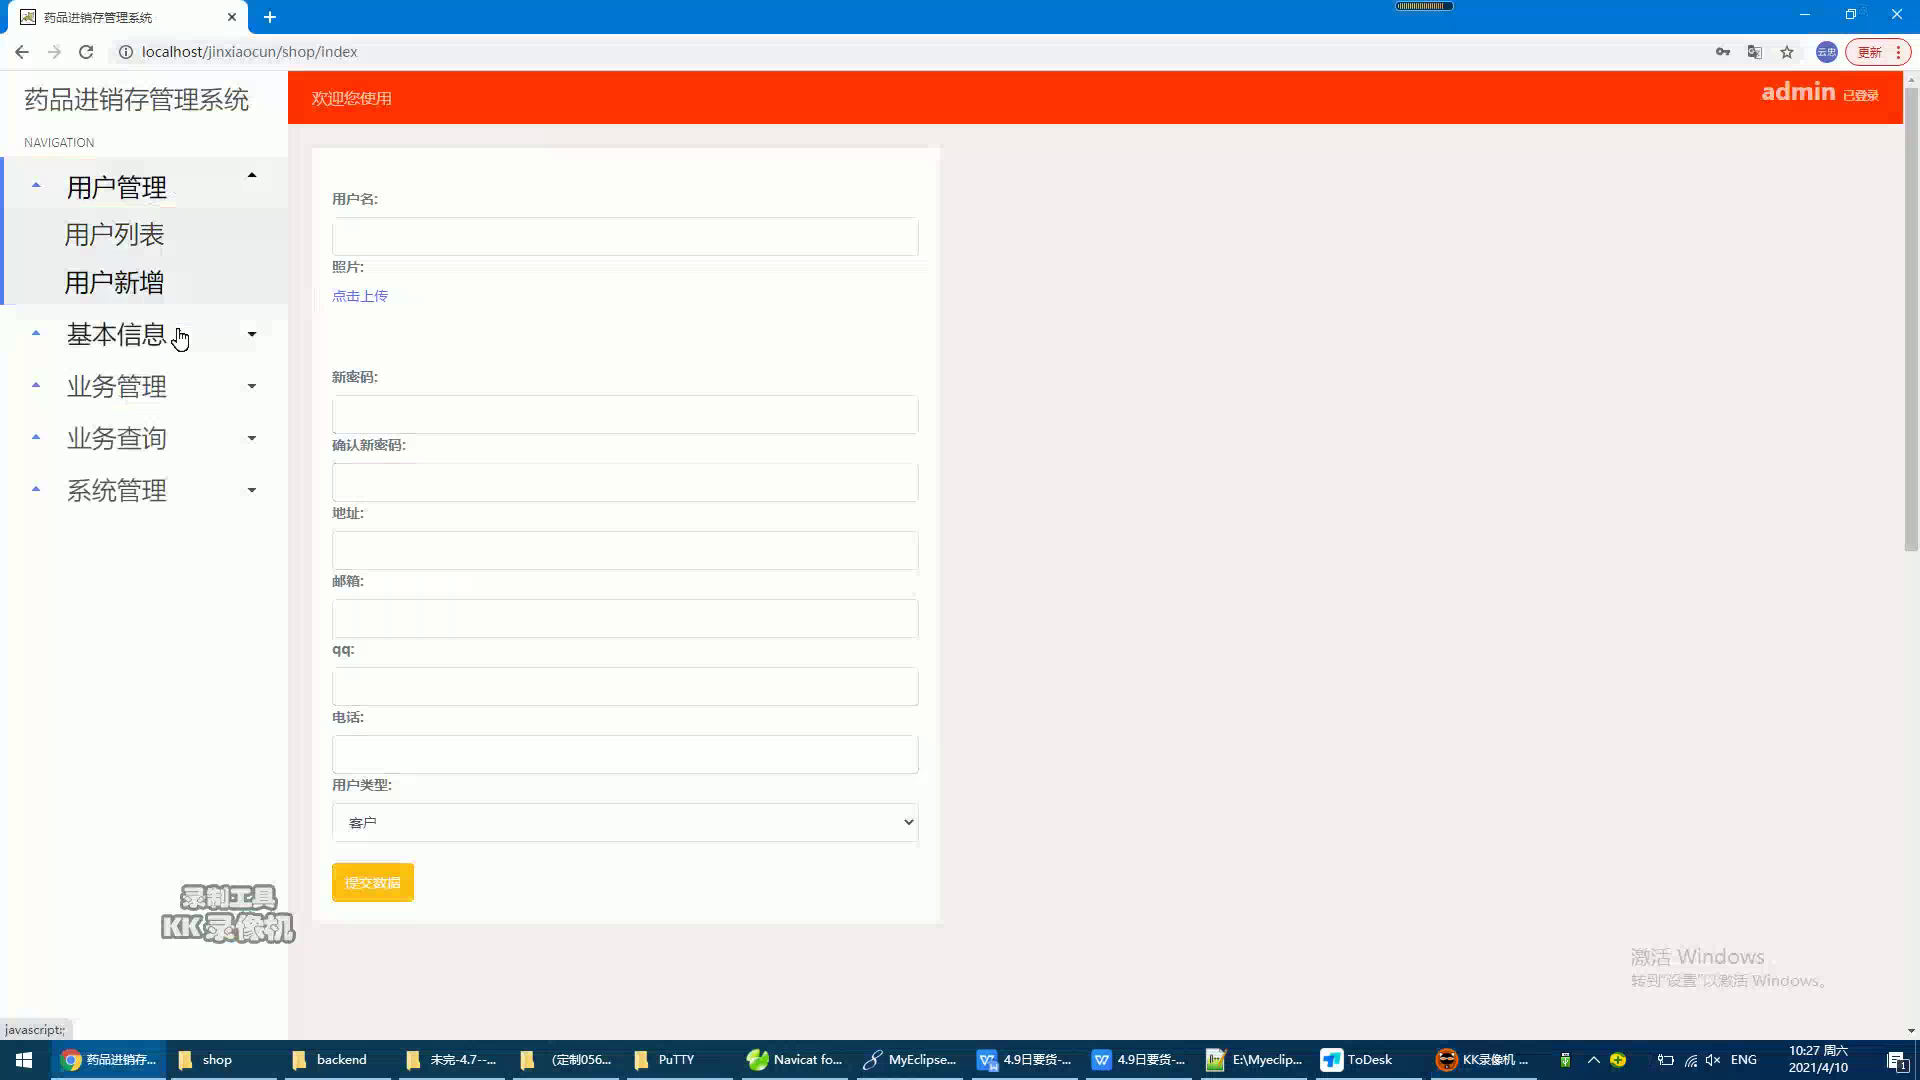 药品进销存管理系统
localhost/jinxiaocun/shop/index
云忠
更新
药品进销存管理系统
NAVIGATION
用户管理
用户列表
用户新增
基本信息
业务管理
业务查询
系统管理
欢迎您使用
admin 已登录
用户名:
照片:
点击上传
新密码:
确认新密码:
地址:
邮箱:
qq:
电话:
用户类型:
客户
提交数据
录制工具
KK录像机
激活 Windows
转到"设置"以激活 Windows。
javascript:;
药品进销存...
shop
backend
未完-4.7--...
(定制056...
PuTTY
Navicat fo...
MyEclipse...
4.9日要货-...
4.9日要货-...
E:\Myeclip...
ToDesk
KK录像机 ...
ENG
10:27 周六
2021/4/10
1